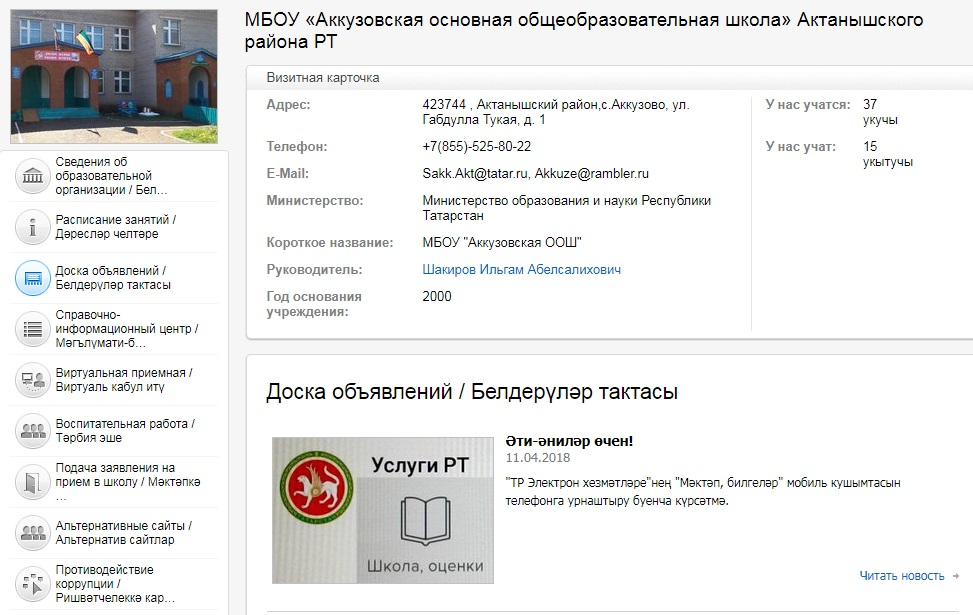 МБОУ «Аккузовская основная общеобразовательная школа» Актанышского
района РТ
Визитная карточка
Адрес:
423744 , Актанышский район,с.Аккузово, ул.
Габдулла Тукая, д. 1
Телефон:
+7(855)-525-80-22
E-Mail:
Sakk.Akt@tatar.ru, Akkuze@rambler.ru
Министерство:
Министерство образования и науки Республики
Татарстан
Короткое название:
МБОУ "Аккузовская ООШ"
Руководитель:
Шакиров Ильгам Абелсалихович
Год основания
учреждения:
2000
У нас учатся:
37
укучы
У нас учат:
15
укытучы
Сведения об
образовательной
организации / Бел...
Расписание занятий /
Дәресләр челтәре
Доска объявлений /
Белдерүләр тактасы
Справочно-
информационный центр /
Мәгълүмати-б...
Виртуальная приемная /
Виртуаль кабул итү
Воспитательная работа /
Тәрбия эше
Подача заявления на
прием в школу / Мәктәпкә
...
Альтернативные сайты /
Альтернатив сайтлар
Противодействие
коррупции /
Ришвәтчелеккә кар...
Доска объявлений / Белдерүләр тактасы
Услуги РТ
Школа, оценки
Әти-әниләр өчен!
11.04.2018
"ТР Электрон хезмәтләре"нең "Мәктәп, билгеләр" мобиль кушымтасын
телефонга урнаштыру буенча күрсәтмә.
Читать новость